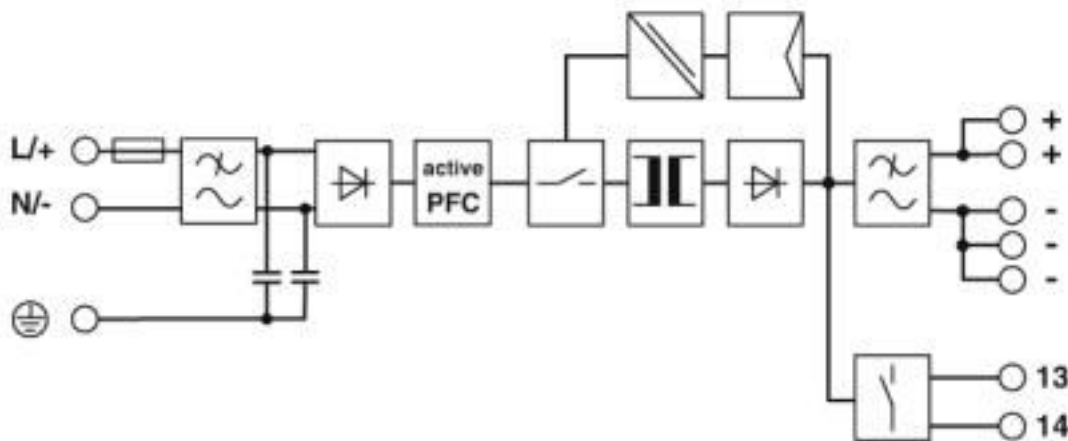 L/+
N/-
active
PFC
+
+
-
-
-
13
14